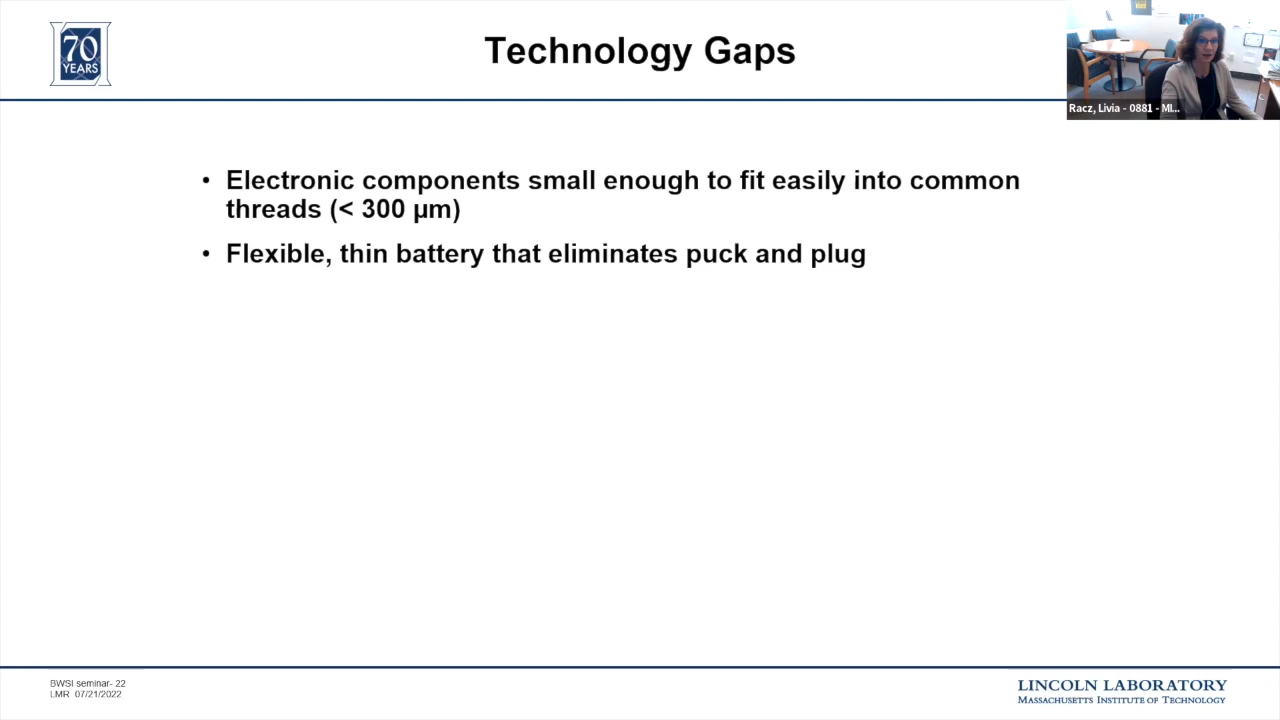 70
YEARS
Technology Gaps
Racz, Livia - 0881 - MI...
• Electronic components small enough to fit easily into common
threads (< 300 µm)
• Flexible, thin battery that eliminates puck and plug
BWSI seminar- 22
LMR 07/21/2022
LINCOLN LABORATORY
MASSACHUSETTS INSTITUTE OF TECHNOLOGY